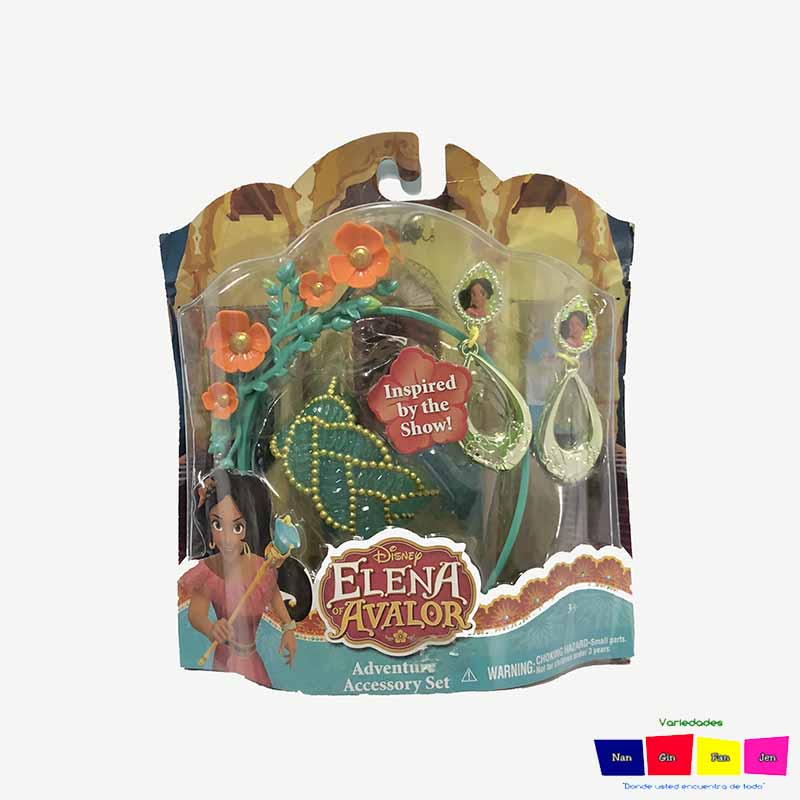 Inspired
by the
Show!
Disney
ELENA
OF AVALOR
Adventure
Accessory Set
3+
WARNING: CHOKING HAZARD-Small parts.
Not for children under 3 years.
Variedades
Nan Gin Fan Jen
"Donde usted encuentra de todo"